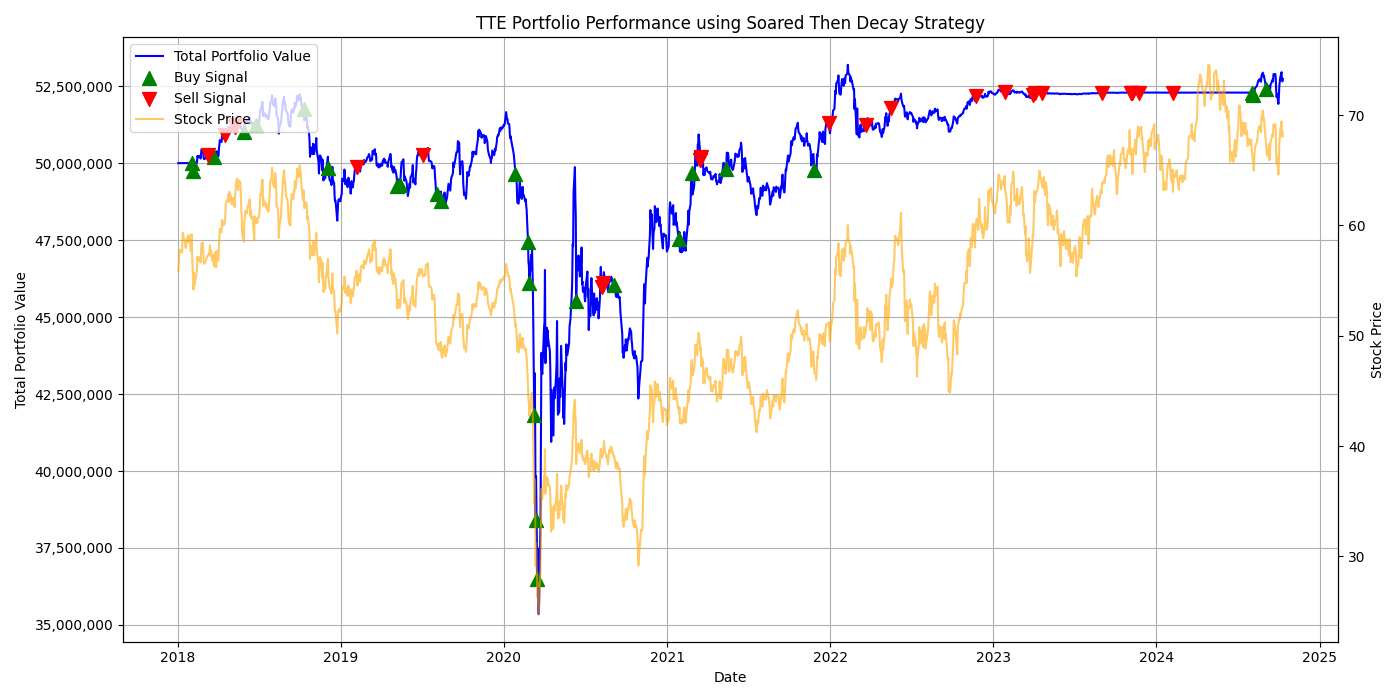 TTE Portfolio Performance using Soared Then Decay Strategy
Total Portfolio Value
Buy Signal
Sell Signal
Stock Price
Total Portfolio Value
52,500,000
50,000,000
47,500,000
45,000,000
42,500,000
40,000,000
37,500,000
35,000,000
70
60
50
40
30
Stock Price
2018
2019
2020
2021
2022
2023
2024
2025
Date